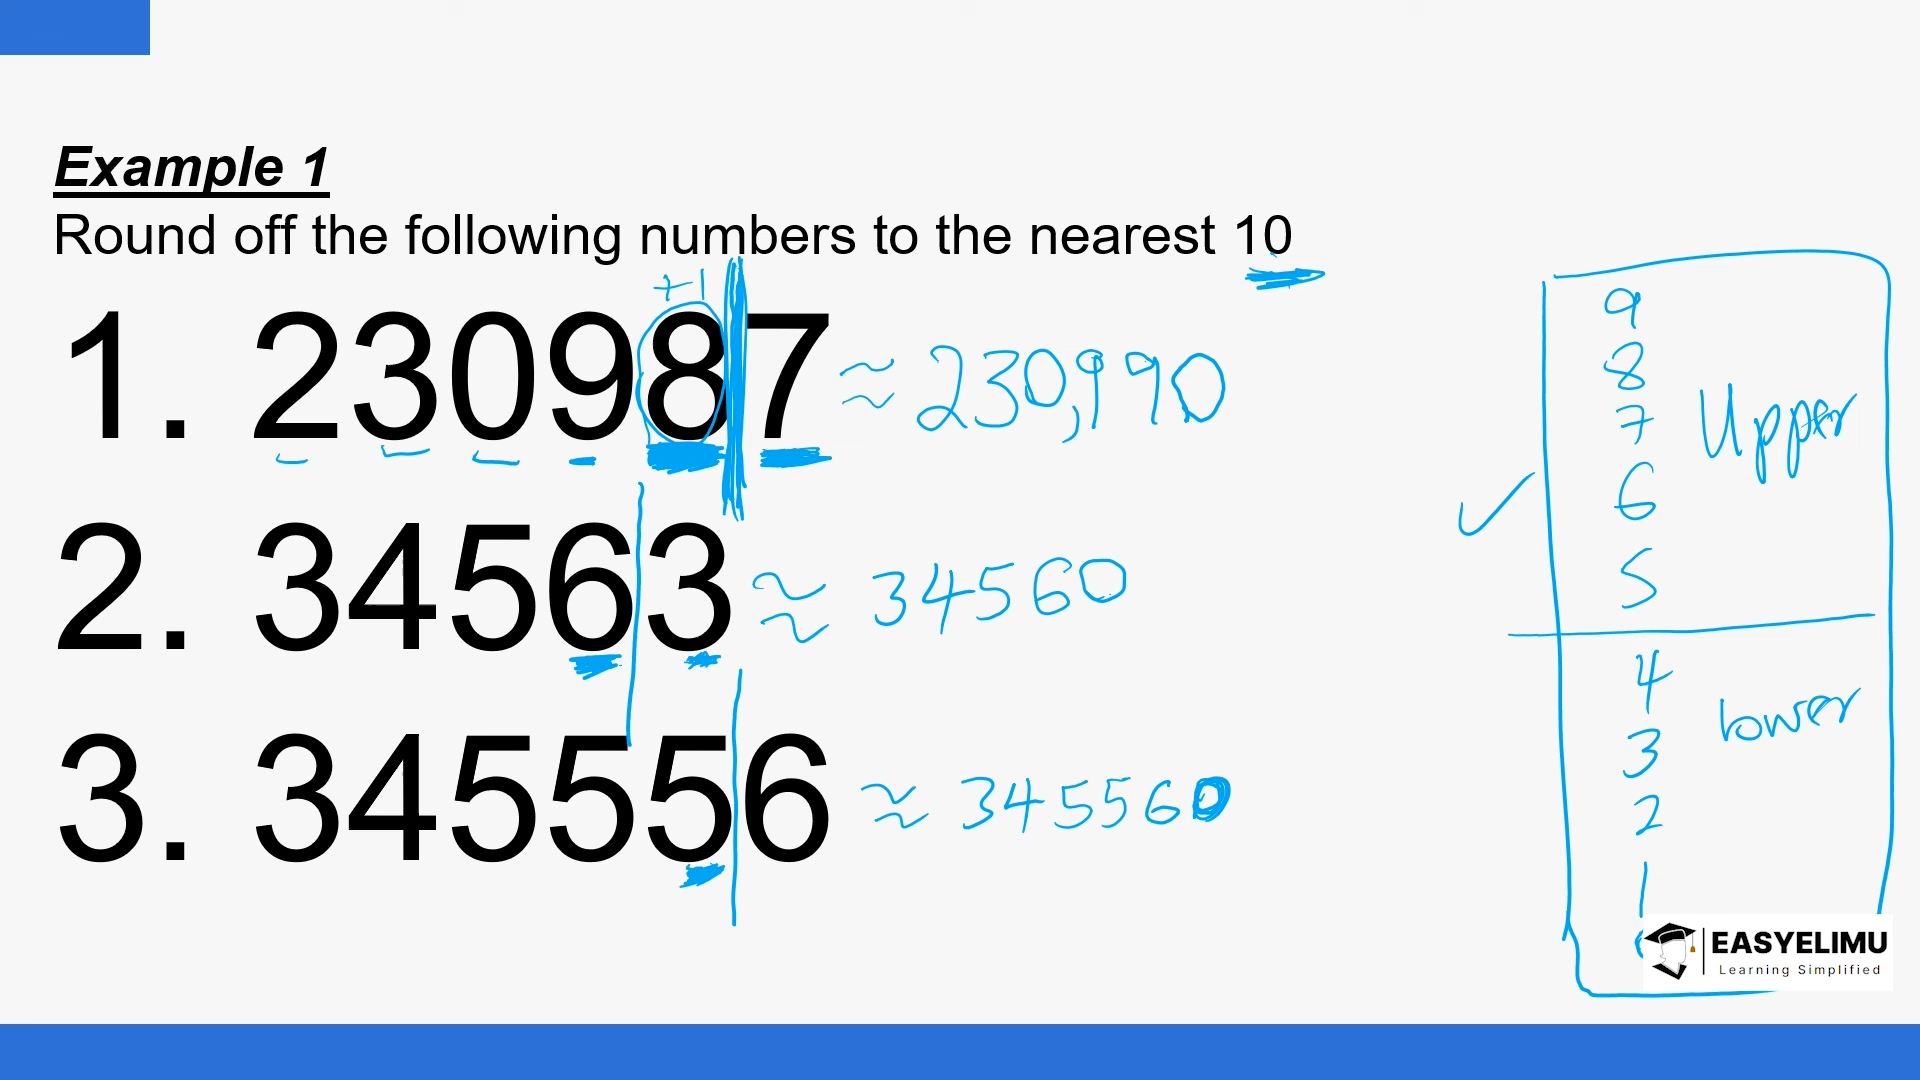 Example 1
Round off the following numbers to the nearest 10
+1
1. 230987 ≈ 230,990
2. 34563 ≈ 34560
3. 345556 ≈ 345560
9
8
7 Upper
6
5
4
lower
3
2
1
EASYELIMU
Learning Simplified